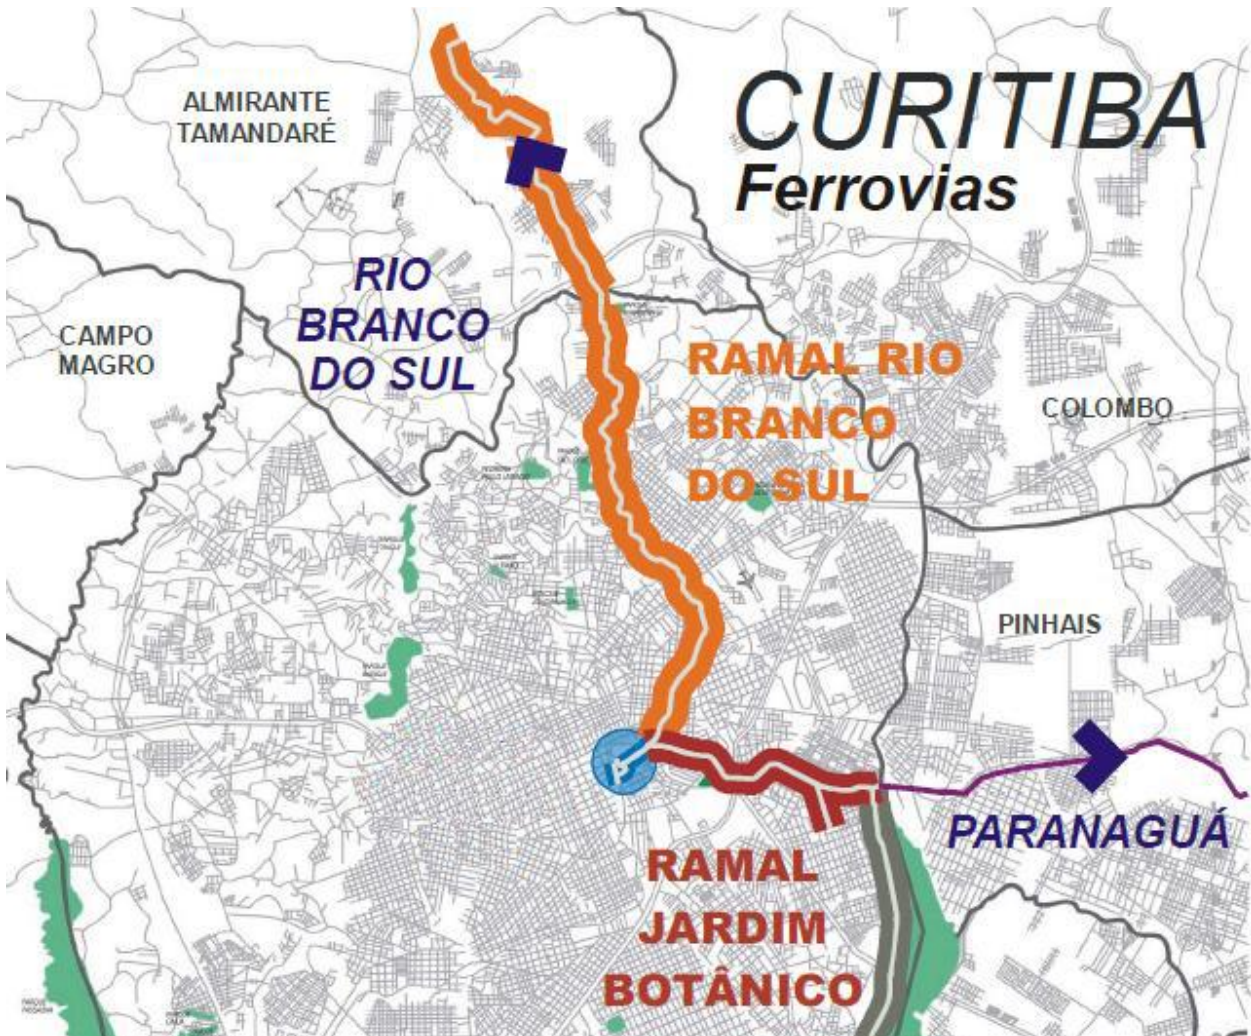 CURITIBA
Ferrovias
ALMIRANTE
TAMANDARÉ
RIO
BRANCO
DO SUL
CAMPO
MAGRO
RAMAL RIO
BRANCO
DO SUL
COLOMBO
PINHAIS
PARANAGUÁ
RAMAL
JARDIM
BOTÂNICO